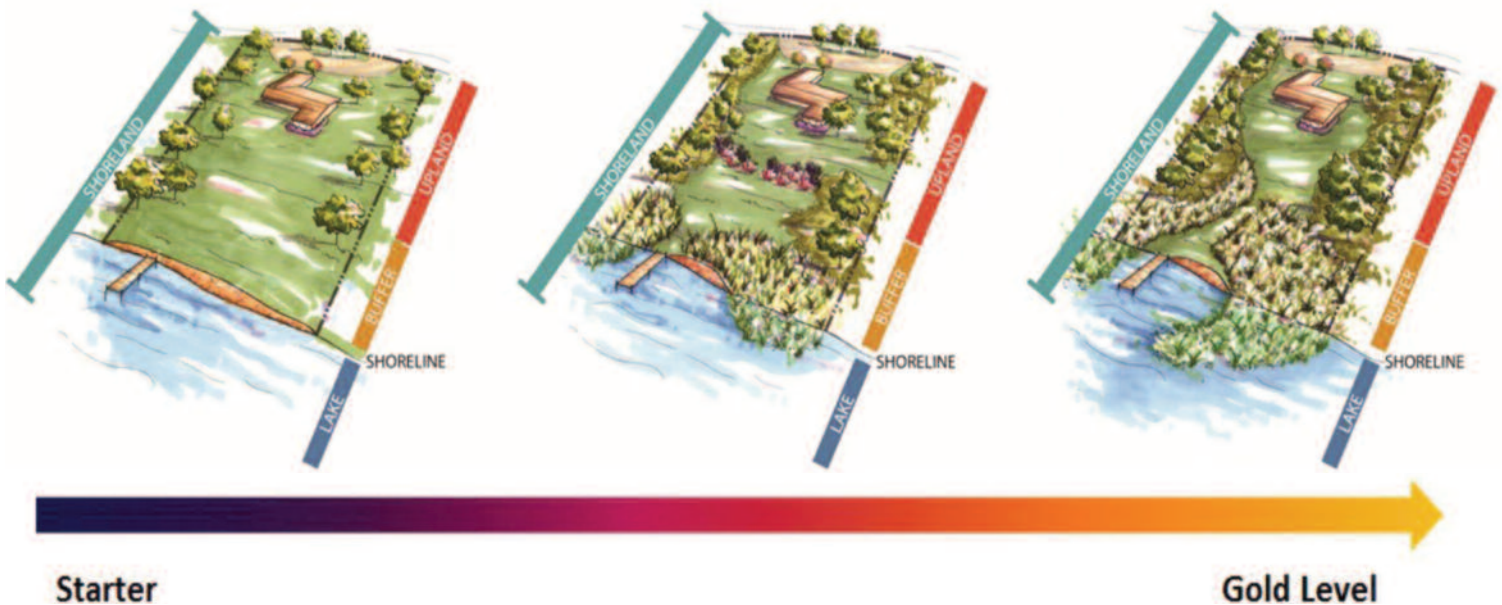 SHORELAND
UPLAND
BUFFER
SHORELINE
LAKE
SHORELAND
UPLAND
BUFFER
SHORELINE
LAKE
SHORELAND
UPLAND
BUFFER
SHORELINE
LAKE
Starter
Gold Level